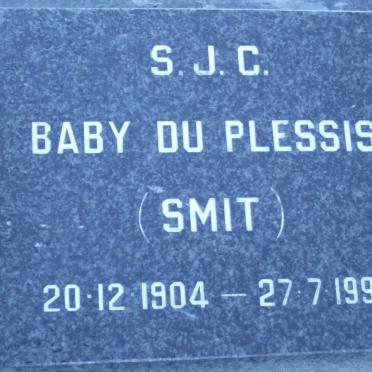 S.J.C.
BABY DU PLESSIS
(SMIT)
20·12·1904 — 27·7·199